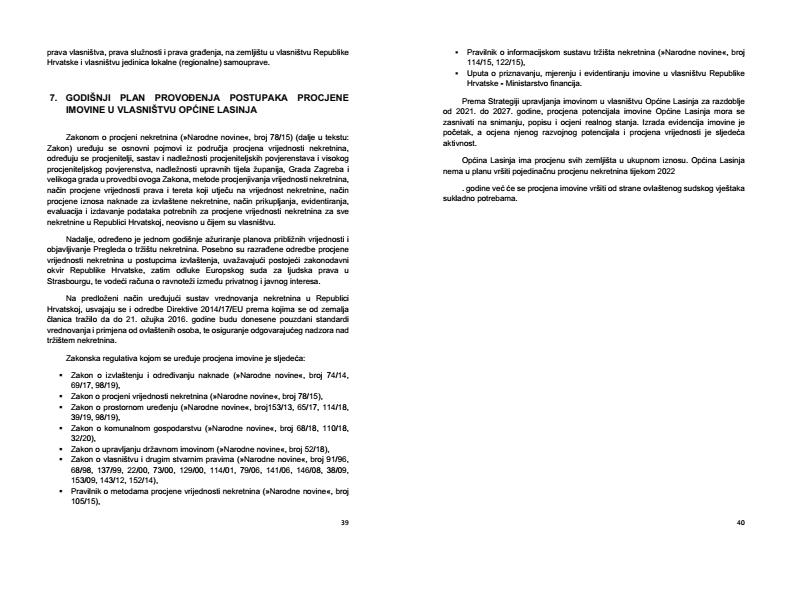 prava vlasništva, prava služnosti i prava građenja, na zemljištu u vlasništvu Republike
Hrvatske i vlasništvu jedinica lokalne (regionalne) samouprave.
7. GODIŠNJI PLAN PROVOĐENJA POSTUPAKA PROCJENE
IMOVINE U VLASNIŠTVU OPĆINE LASINJA
Zakonom o procjeni nekretnina (»Narodne novine«, broj 78/15) (dalje u tekstu:
Zakon) uređuju se osnovni pojmovi iz područja procjena vrijednosti nekretnina,
određuju se procjenitelji, sastav i nadležnosti procjeniteljskih povjerenstava i visokog
procjeniteljskog povjerenstva, nadležnosti upravnih tijela županija, Grada Zagreba i
velikoga grada u provedbi ovoga Zakona, metode procjenjivanja vrijednosti nekretnina,
način procjene vrijednosti prava i tereta koji utječu na vrijednost nekretnine, način
procjene iznosa naknade za izvlaštene nekretnine, način prikupljanja, evidentiranja,
evaluacija i izdavanje podataka potrebnih za procjene vrijednosti nekretnina za sve
nekretnine u Republici Hrvatskoj, neovisno u čijem su vlasništvu.
Nadalje, određeno je jednom godišnje ažuriranje planova približnih vrijednosti i
objavljivanje Pregleda o tržištu nekretnina. Posebno su razrađene odredbe procjene
vrijednosti nekretnina u postupcima izvlaštenja, uvažavajući postojeći zakonodavni
okvir Republike Hrvatske, zatim odluke Europskog suda za ljudska prava u
Strasbourgu, te vodeći računa o ravnoteži između privatnog i javnog interesa.
Na predloženi način uređujući sustav vrednovanja nekretnina u Republici
Hrvatskoj, usvajaju se i odredbe Direktive 2014/17/EU prema kojima se od zemalja
članica tražilo da do 21. ožujka 2016. godine budu donesene pouzdani standardi
vrednovanja i primjena od ovlaštenih osoba, te osiguranje odgovarajućeg nadzora nad
tržištem nekretnina.
Zakonska regulativa kojom se uređuje procjena imovine je sljedeća:
▪ Zakon o izvlaštenju i određivanju naknade (»Narodne novine«, broj 74/14,
69/17, 98/19),
▪ Zakon o procjeni vrijednosti nekretnina (»Narodne novine«, broj 78/15),
▪ Zakon o prostornom uređenju (»Narodne novine«, broj153/13, 65/17, 114/18,
39/19, 98/19),
▪ Zakon o komunalnom gospodarstvu (»Narodne novine«, broj 68/18, 110/18,
32/20),
▪ Zakon o upravljanju državnom imovinom (»Narodne novine«, broj 52/18),
▪ Zakon o vlasništvu i drugim stvarnim pravima (»Narodne novine«, broj 91/96,
68/98, 137/99, 22/00, 73/00, 129/00, 114/01, 79/06, 141/06, 146/08, 38/09,
153/09, 143/12, 152/14),
▪ Pravilnik o metodama procjene vrijednosti nekretnina (»Narodne novine«, broj
105/15),
39
▪ Pravilnik o informacijskom sustavu tržišta nekretnina (»Narodne novine«, broj
114/15, 122/15),
▪ Uputa o priznavanju, mjerenju i evidentiranju imovine u vlasništvu Republike
Hrvatske - Ministarstvo financija.
Prema Strategiji upravljanja imovinom u vlasništvu Općine Lasinja za razdoblje
od 2021. do 2027. godine, procjena potencijala imovine Općine Lasinja mora se
zasnivati na snimanju, popisu i ocjeni realnog stanja. Izrada evidencija imovine je
početak, a ocjena njenog razvojnog potencijala i procjena vrijednosti je sljedeća
aktivnost.
Općina Lasinja ima procjenu svih zemljišta u ukupnom iznosu. Općina Lasinja
nema u planu vršiti pojedinačnu procjenu nekretnina tiijekom 2022
. godine već će se procjena imovine vršiti od strane ovlaštenog sudskog vještaka
sukladno potrebama.
40